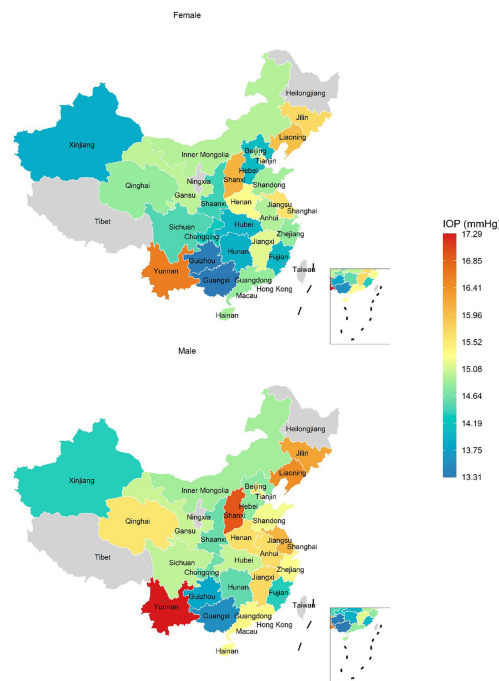 Female
Heilongjiang
Jilin
Xinjiang
Liaoning
Inner Mongolia
Beijing
Tianjin
Hebei
Ningxia
Shanxi
Shandong
Qinghai
Gansu
Henan
Shaanxi
Jiangsu
Shanghai
Tibet
Sichuan
Hubei
Anhui
Chongqing
Zhejiang
Hunan
Jiangxi
Guizhou
Fujian
Yunnan
Guangxi
Guangdong
Taiwan
Hong Kong
Macau
Hainan
IOP (mmHg)
17.29
16.85
16.41
15.96
15.52
15.08
14.64
14.19
13.75
13.31
Male
Heilongjiang
Jilin
Xinjiang
Liaoning
Inner Mongolia
Beijing
Tianjin
Hebei
Ningxia
Shanxi
Shandong
Qinghai
Gansu
Henan
Shaanxi
Jiangsu
Shanghai
Tibet
Sichuan
Hubei
Anhui
Chongqing
Zhejiang
Hunan
Jiangxi
Guizhou
Fujian
Yunnan
Guangxi
Guangdong
Taiwan
Hong Kong
Macau
Hainan